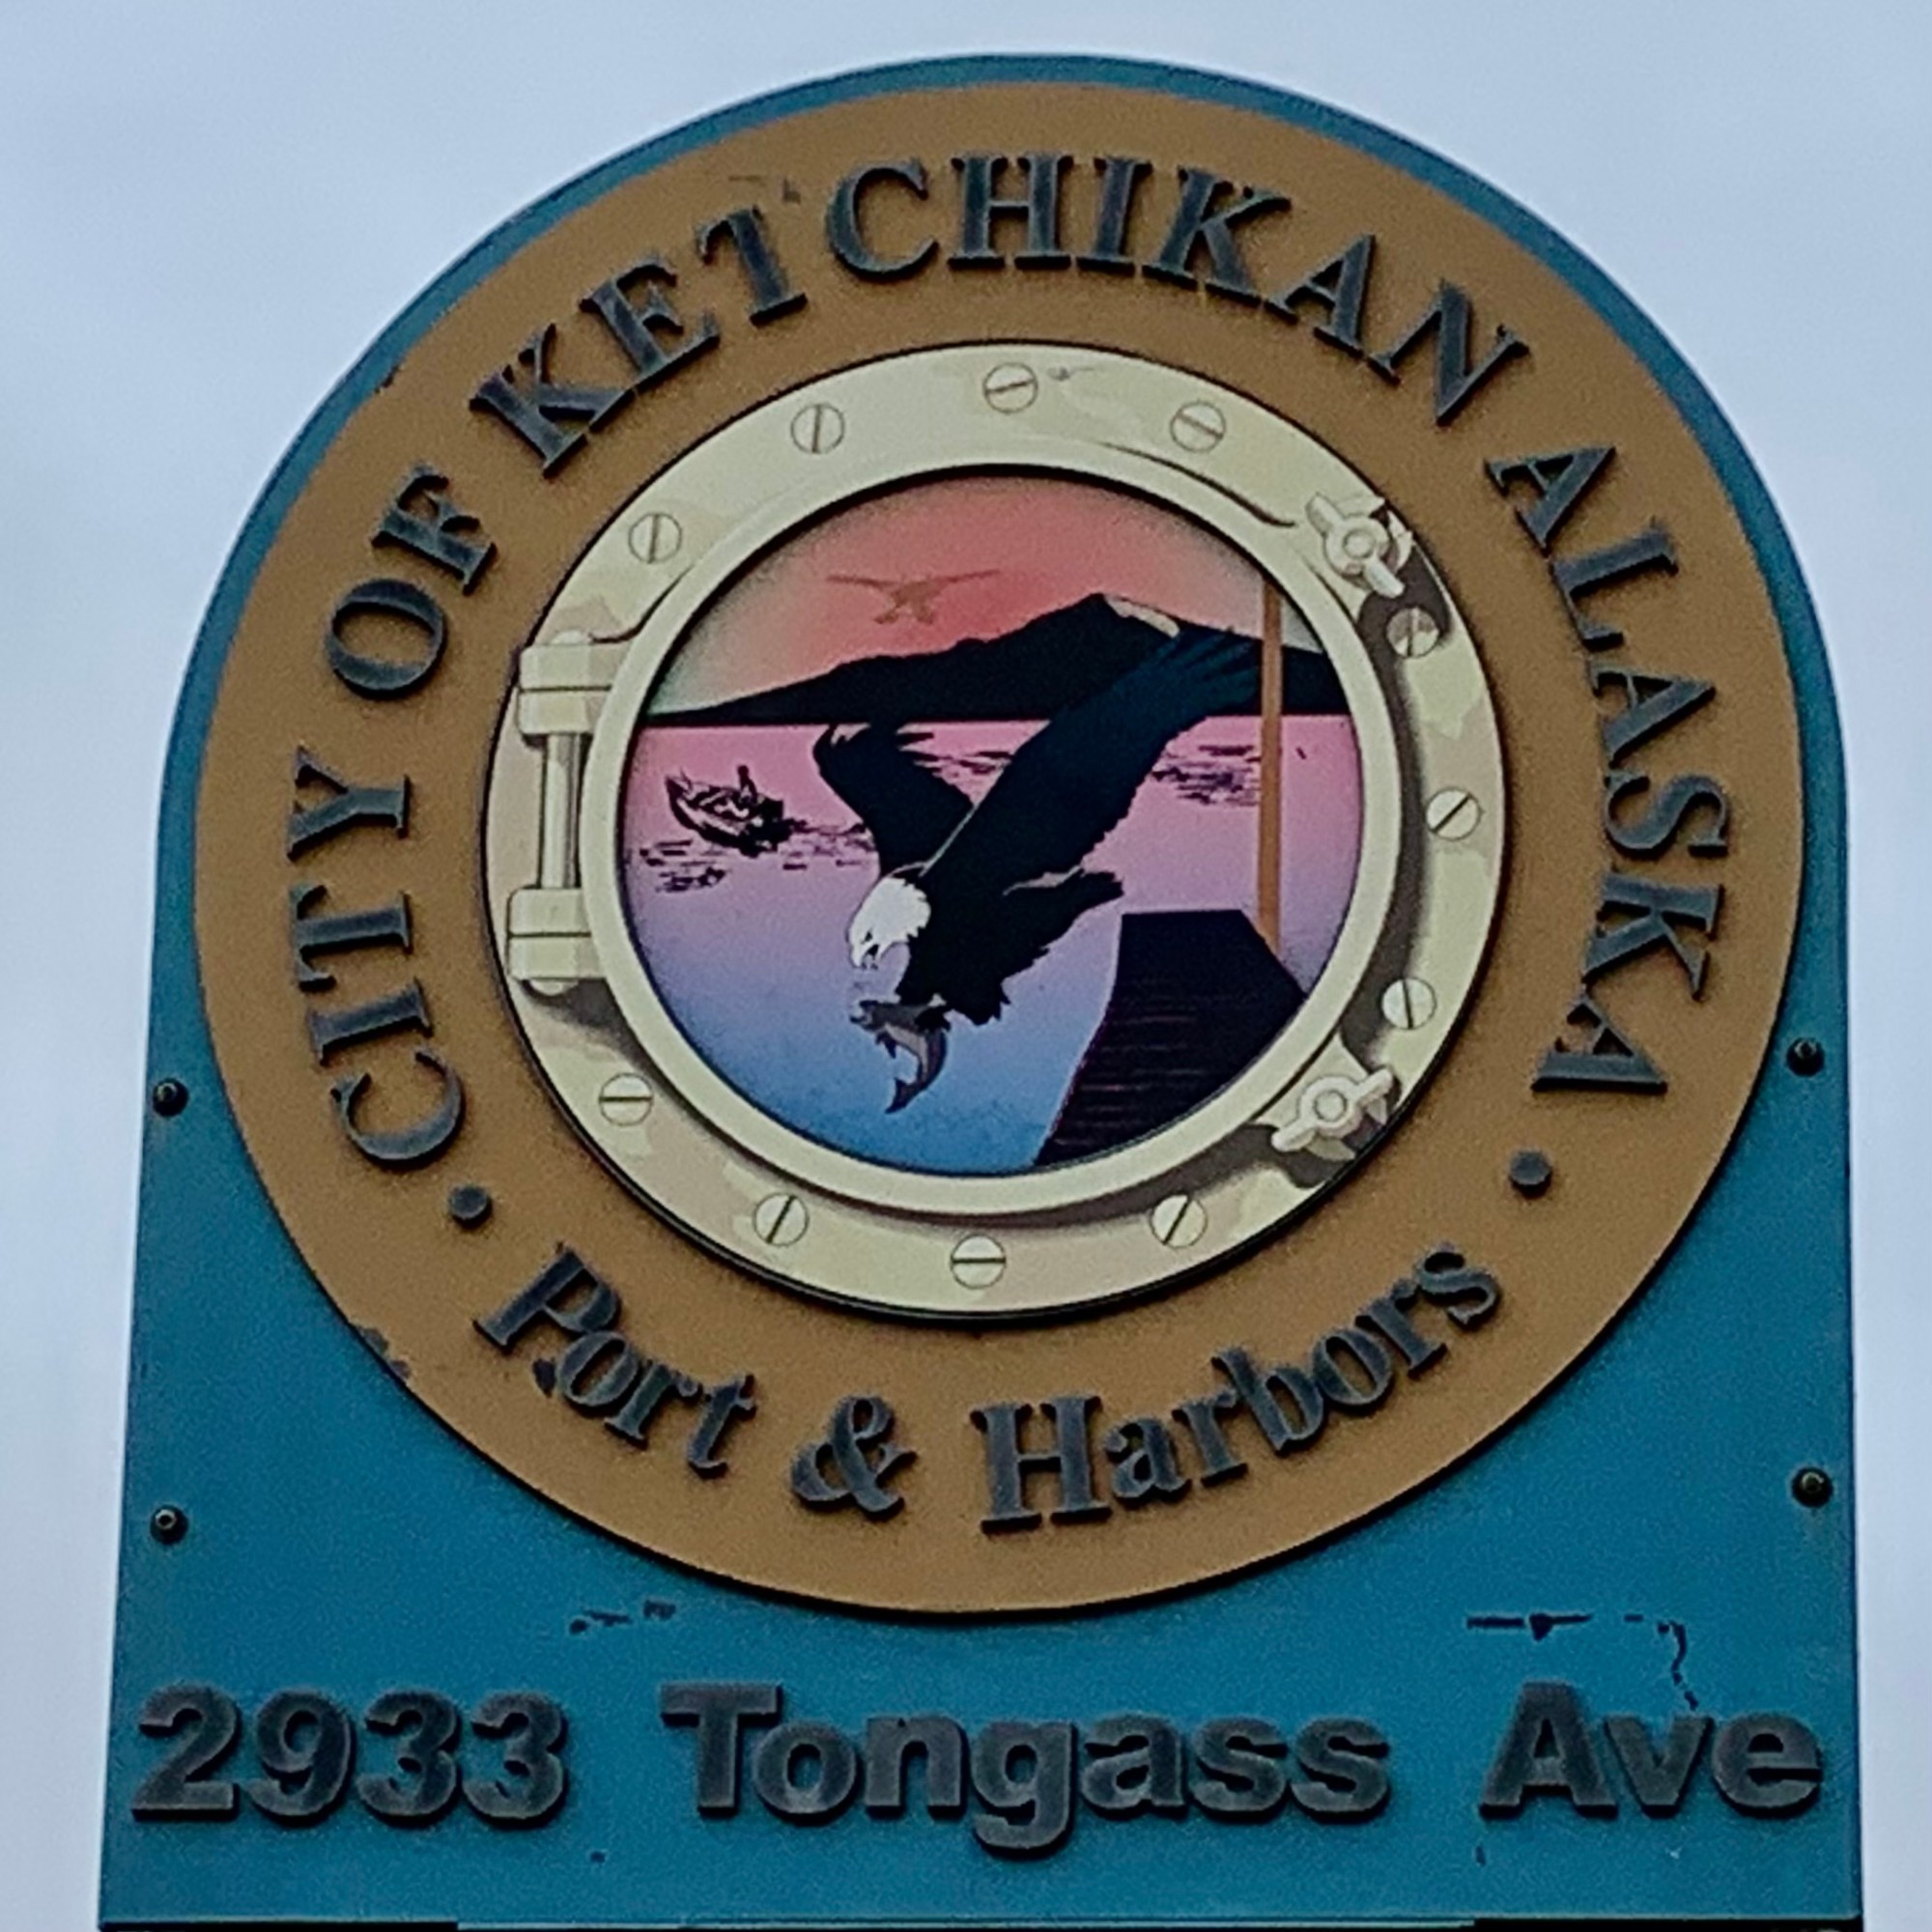 CITY OF KETCHIKAN ALASKA
• Port & Harbors •
2933 Tongass Ave